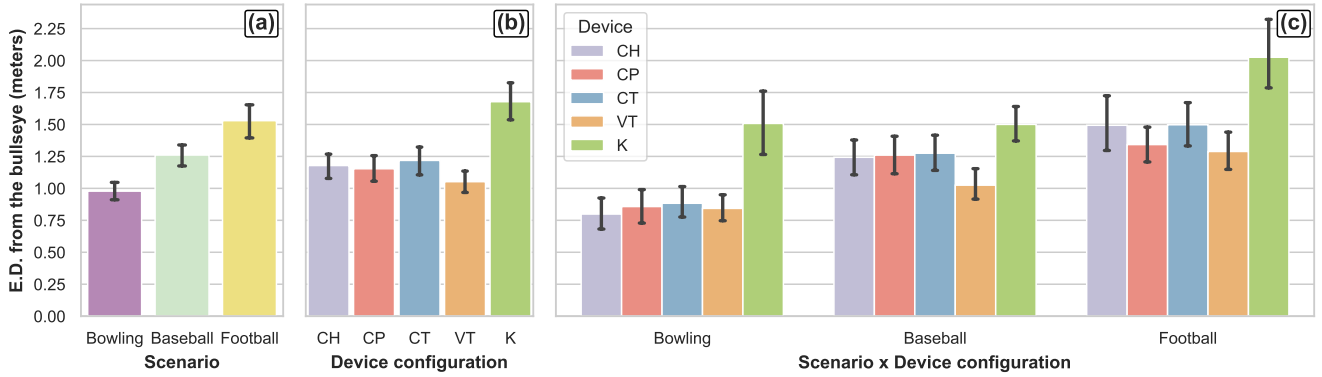 E.D. from the bullseye (meters)
2.25
2.00
1.75
1.50
1.25
1.00
0.75
0.50
0.25
0.00
(a)
Bowling Baseball Football
Scenario
(b)
CH CP CT VT K
Device configuration
(c)
Device
CH
CP
CT
VT
K
Bowling Baseball Football
Scenario x Device configuration